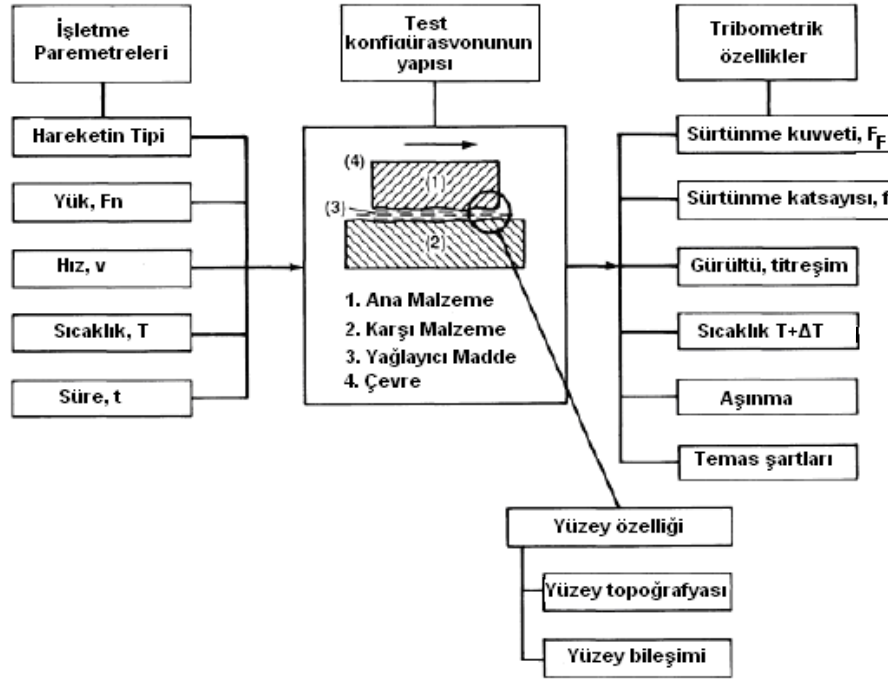 İşletme
Paremetreleri
Hareketin Tipi
Yük, Fn
Hız, v
Sıcaklık, T
Süre, t
Test
konfigürasyonunun
yapısı
(4)
(1)
(3)
(2)
1. Ana Malzeme
2. Karşı Malzeme
3. Yağlayıcı Madde
4. Çevre
Tribometrik
özellikler
Sürtünme kuvveti, FF
Sürtünme katsayısı, f
Gürültü, titreşim
Sıcaklık T+ΔT
Aşınma
Temas şartları
Yüzey özelliği
Yüzey topoğrafyası
Yüzey bileşimi